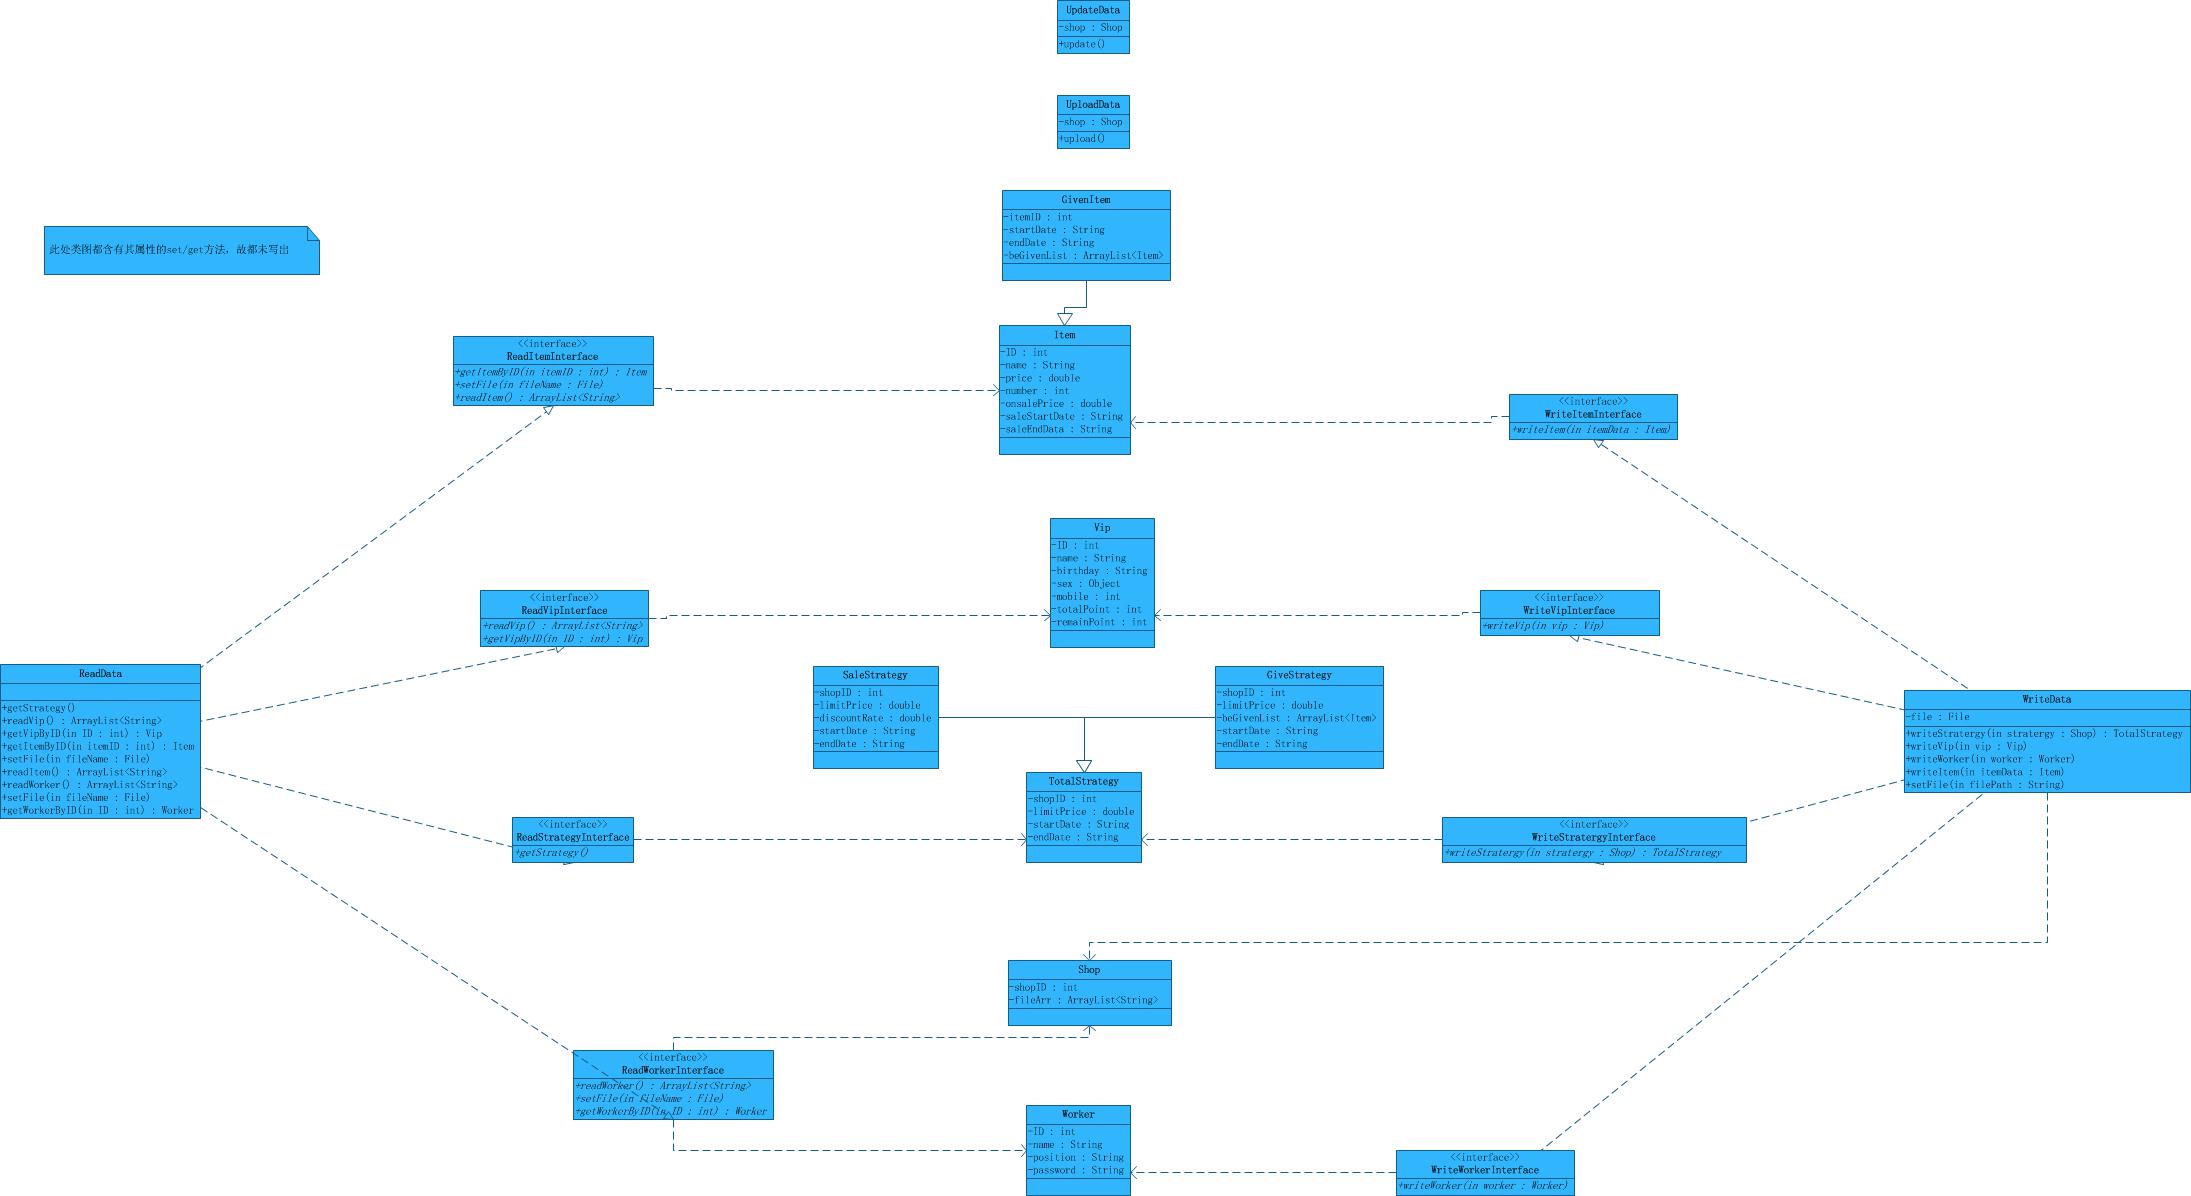 UpdateData
-shop : Shop
+update()
UploadData
-shop : Shop
+upload()
GivenItem
-itemID : int
-startDate : String
-endDate : String
-beGivenList : ArrayList<Item>
此处类图都含有其属性的set/get方法，故都未写出
Item
-ID : int
-name : String
-price : double
-number : int
-onsalePrice : double
-saleStartDate : String
-saleEndData : String
<<interface>>
ReadItemInterface
+getItemByID(in itemID : int) : Item
+setFile(in fileName : File)
+readItem() : ArrayList<String>
<<interface>>
WriteItemInterface
+writeItem(in itemData : Item)
Vip
-ID : int
-name : String
-birthday : String
-sex : Object
-mobile : int
-totalPoint : int
-remainPoint : int
<<interface>>
ReadVipInterface
+readVip() : ArrayList<String>
+getVipByID(in ID : int) : Vip
<<interface>>
WriteVipInterface
+writeVip(in vip : Vip)
ReadData
+getStrategy()
+readVip() : ArrayList<String>
+getVipByID(in ID : int) : Vip
+getItemByID(in itemID : int) : Item
+setFile(in fileName : File)
+readItem() : ArrayList<String>
+readWorker() : ArrayList<String>
+setFile(in fileName : File)
+getWorkerByID(in ID : int) : Worker
SaleStrategy
-shopID : int
-limitPrice : double
-discountRate : double
-startDate : String
-endDate : String
GiveStrategy
-shopID : int
-limitPrice : double
-beGivenList : ArrayList<Item>
-startDate : String
-endDate : String
WriteData
-file : File
+writeStratergy(in stratergy : Shop) : TotalStrategy
+writeVip(in vip : Vip)
+writeWorker(in worker : Worker)
+writeItem(in itemData : Item)
+setFile(in filePath : String)
TotalStrategy
-shopID : int
-limitPrice : double
-startDate : String
-endDate : String
<<interface>>
ReadStrategyInterface
+getStrategy()
<<interface>>
WriteStratergyInterface
+writeStratergy(in stratergy : Shop) : TotalStrategy
Shop
-shopID : int
-fileArr : ArrayList<String>
<<interface>>
ReadWorkerInterface
+readWorker() : ArrayList<String>
+setFile(in fileName : File)
+getWorkerByID(in ID : int) : Worker
Worker
-ID : int
-name : String
-position : String
-password : String
<<interface>>
WriteWorkerInterface
+writeWorker(in worker : Worker)